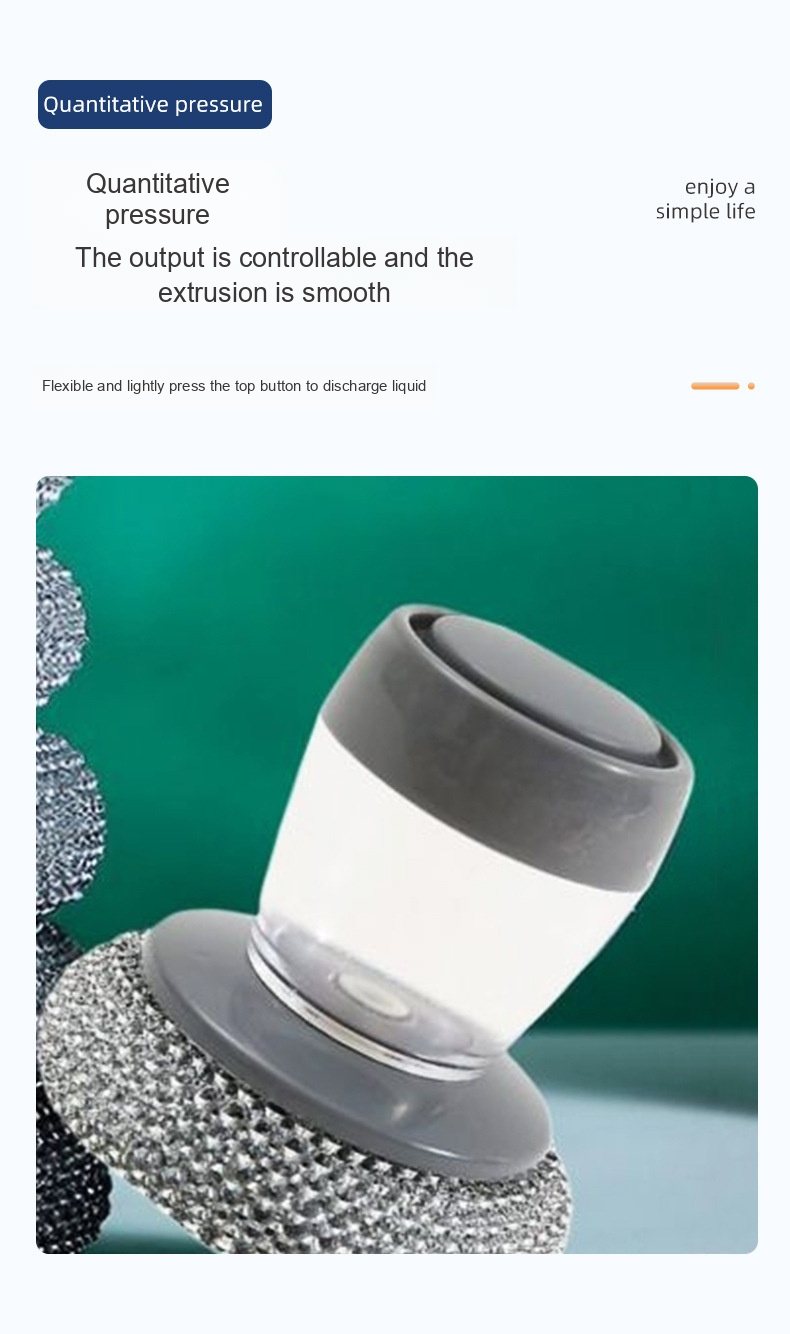 Quantitative pressure
Quantitative
pressure
enjoy a
simple life
The output is controllable and the
extrusion is smooth
Flexible and lightly press the top button to discharge liquid